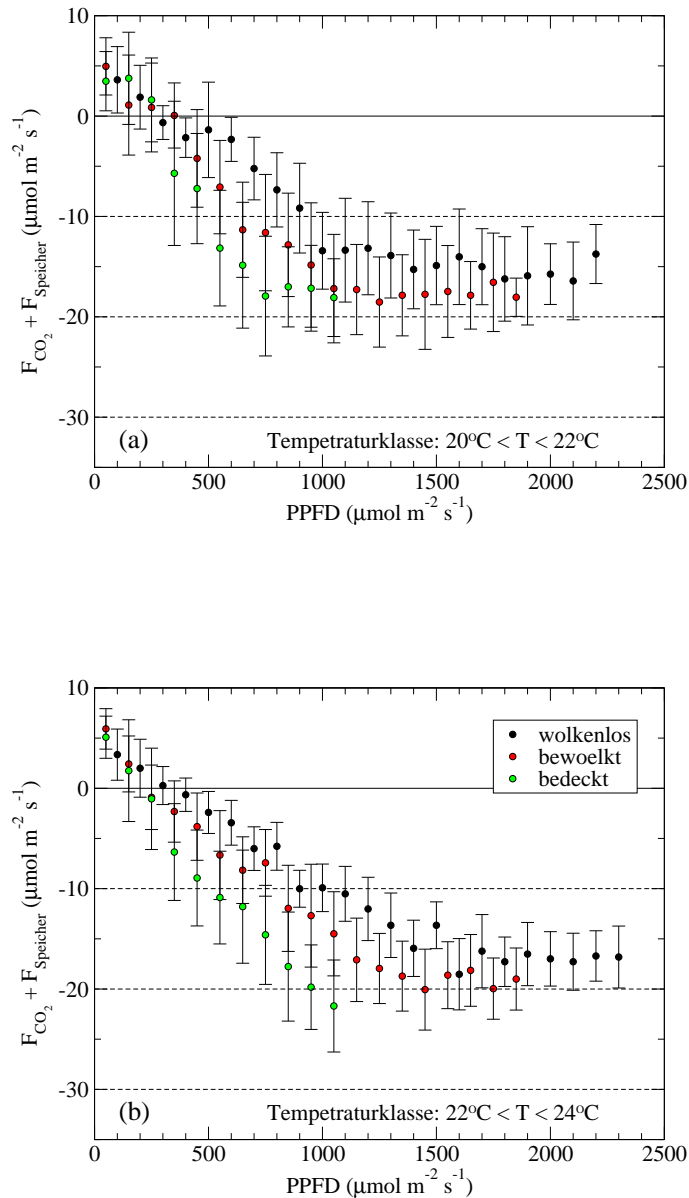 10
0
-10
-20
-30
F_CO₂ + F_Speicher (μmol m⁻² s⁻¹)
(a)
Tempetraturklasse: 20°C < T < 22°C
0 500 1000 1500 2000 2500
PPFD (μmol m⁻² s⁻¹)
10
0
-10
-20
-30
F_CO₂ + F_Speicher (μmol m⁻² s⁻¹)
wolkenlos
bewoelkt
bedeckt
(b)
Tempetraturklasse: 22°C < T < 24°C
0 500 1000 1500 2000 2500
PPFD (μmol m⁻² s⁻¹)